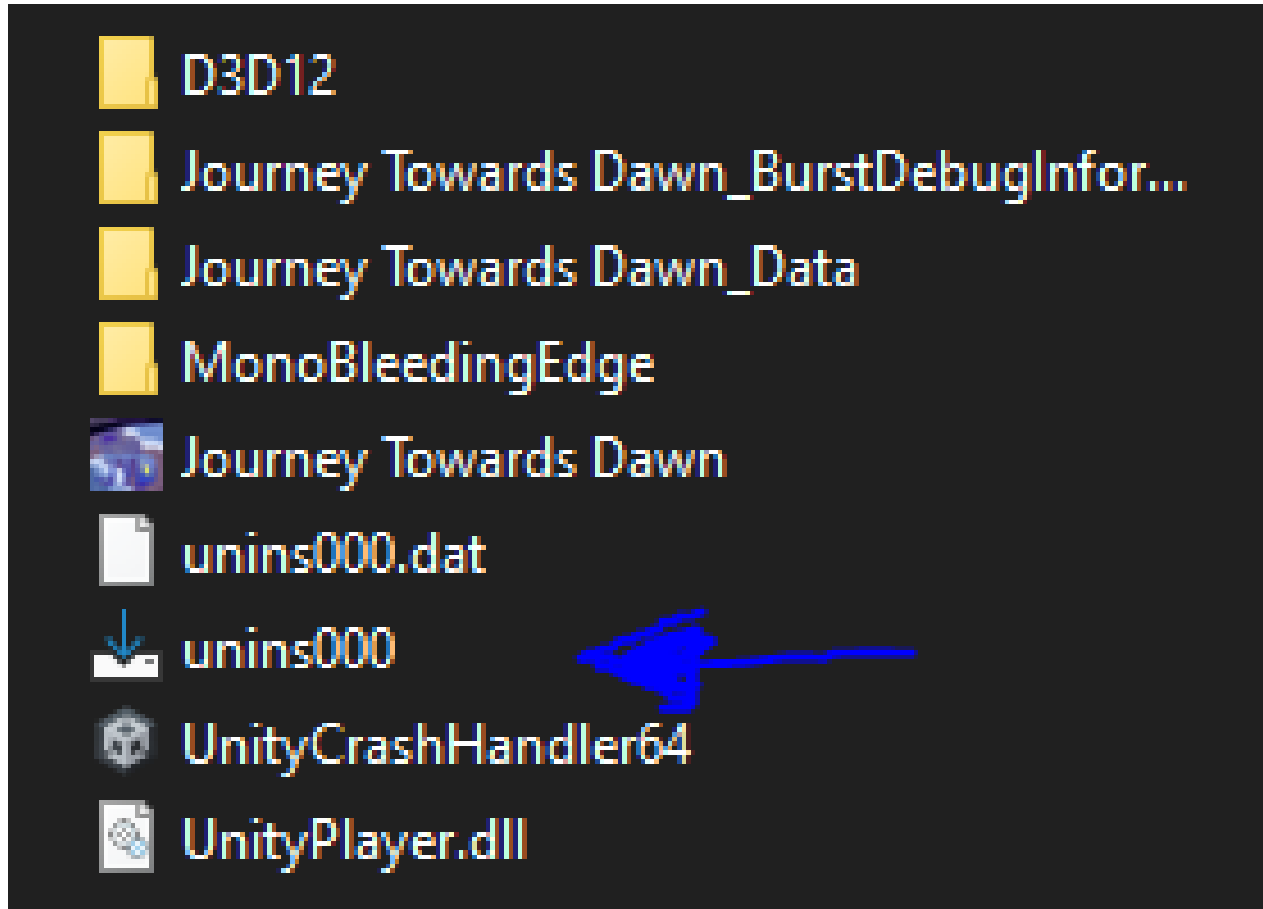 D3D12
Journey Towards Dawn_BurstDebugInfor...
Journey Towards Dawn_Data
MonoBleedingEdge
Journey Towards Dawn
unins000.dat
unins000
UnityCrashHandler64
UnityPlayer.dll